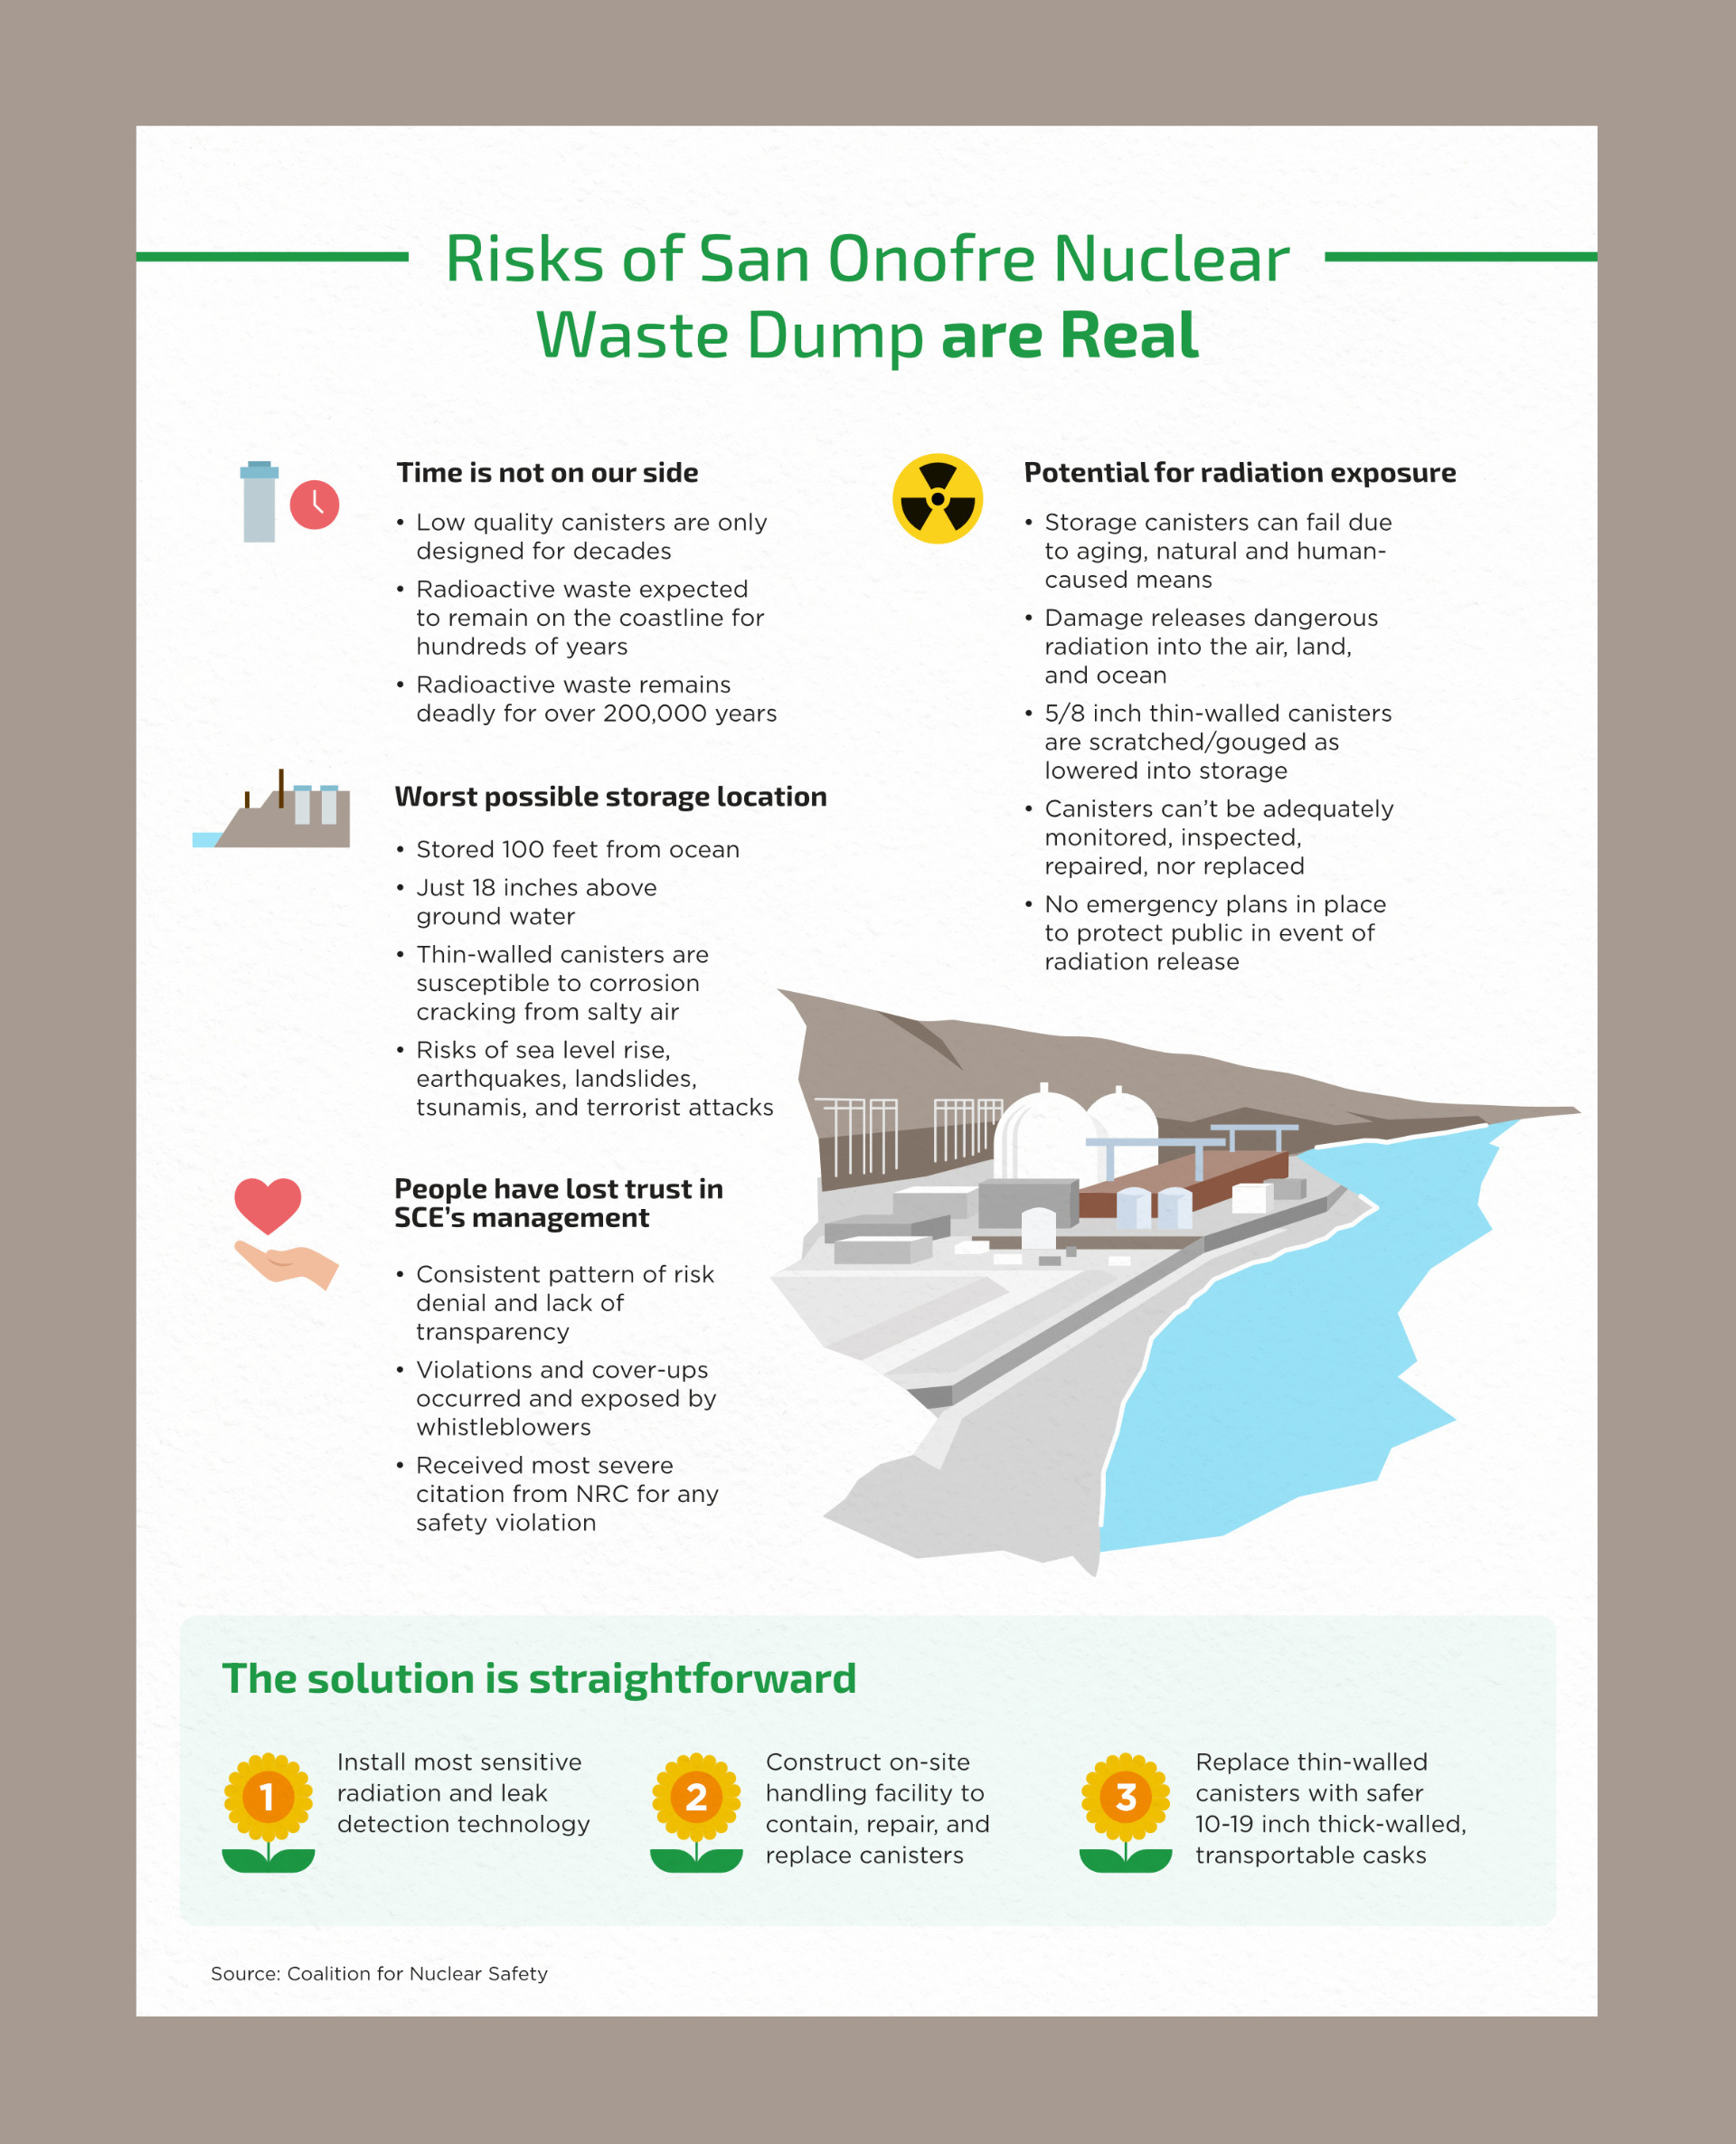 Risks of San Onofre Nuclear
Waste Dump are Real
Time is not on our side
• Low quality canisters are only
designed for decades
• Radioactive waste expected
to remain on the coastline for
hundreds of years
• Radioactive waste remains
deadly for over 200,000 years
Worst possible storage location
• Stored 100 feet from ocean
• Just 18 inches above
ground water
• Thin-walled canisters are
susceptible to corrosion
cracking from salty air
• Risks of sea level rise,
earthquakes, landslides,
tsunamis, and terrorist attacks
People have lost trust in
SCE's management
• Consistent pattern of risk
denial and lack of
transparency
• Violations and cover-ups
occurred and exposed by
whistleblowers
• Received most severe
citation from NRC for any
safety violation
Potential for radiation exposure
• Storage canisters can fail due
to aging, natural and human-
caused means
• Damage releases dangerous
radiation into the air, land,
and ocean
• 5/8 inch thin-walled canisters
are scratched/gouged as
lowered into storage
• Canisters can't be adequately
monitored, inspected,
repaired, nor replaced
• No emergency plans in place
to protect public in event of
radiation release
The solution is straightforward
1
Install most sensitive
radiation and leak
detection technology
2
Construct on-site
handling facility to
contain, repair, and
replace canisters
3
Replace thin-walled
canisters with safer
10-19 inch thick-walled,
transportable casks
Source: Coalition for Nuclear Safety